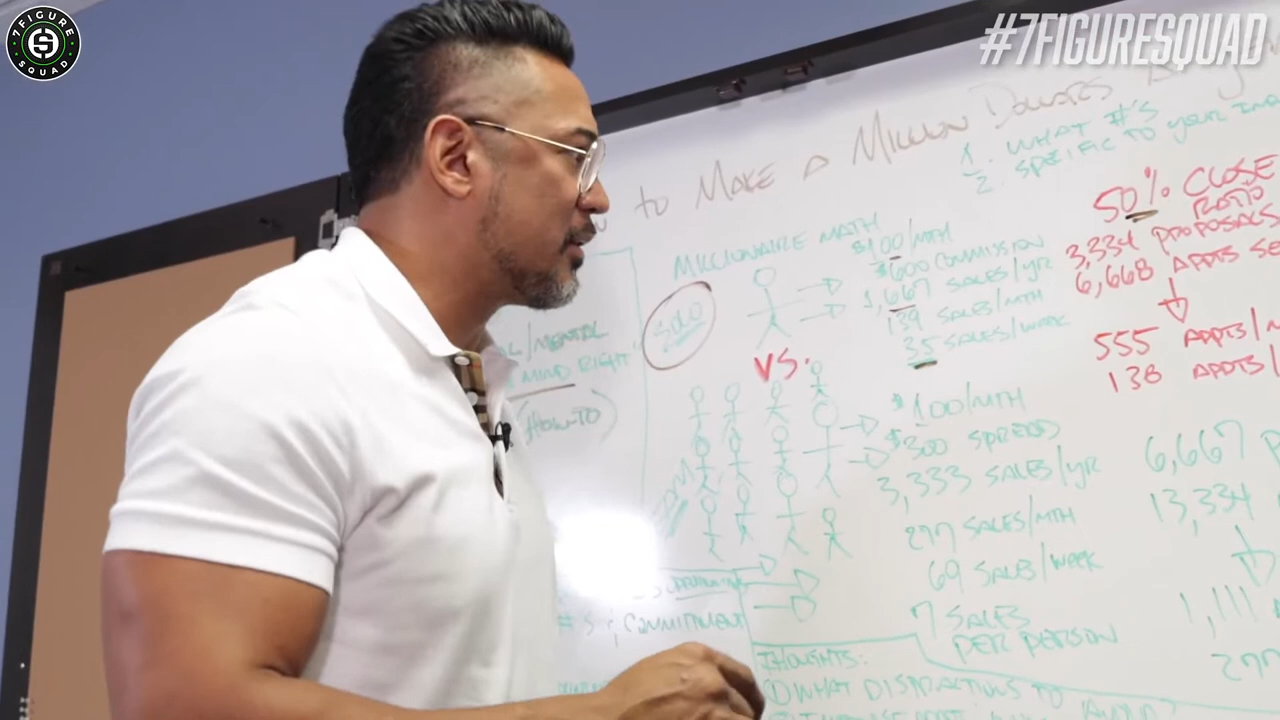 7 FIGURE
SQUAD
#7FIGURESQUAD
to MAKE A MILLION DOLLARS A
1. WHAT #'S
2. SPECIFIC TO YOUR
MILLIONAIRE MATH
SOLO
$100/MTH
$600 COMMISSION
1,667 SALES/YR
139 SALES/MTH
35 SALES/WEEK
50% CLOSE
RATIO
3,334 PROPOSALS
6,668 APPTS
555 APPTS/
138 APPTS/
VS.
/MENTAL
MIND RIGHT
(HOW-TO)
$100/MTH
$300 SPREAD
3,333 SALES/YR
277 SALES/MTH
69 SALES/WEEK
7 SALES
PER PERSON
6,667
13,334
1,111
277
#'S & COMMITMENT
THOUGHTS:
① WHAT DISTRACTIONS TO
AVOID?